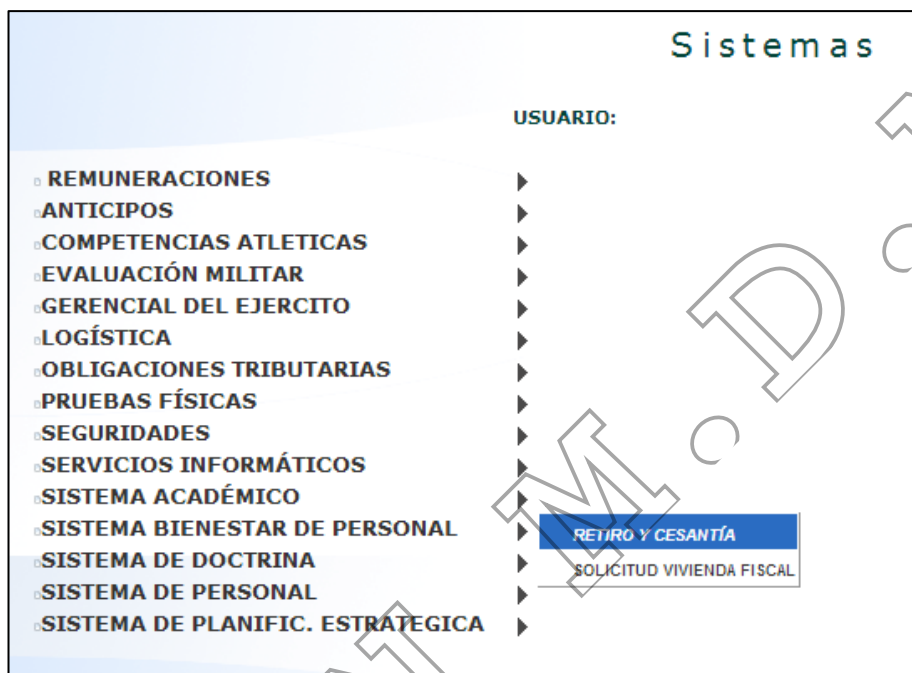 Sistemas
USUARIO:
REMUNERACIONES
ANTICIPOS
COMPETENCIAS ATLETICAS
EVALUACIÓN MILITAR
GERENCIAL DEL EJERCITO
LOGÍSTICA
OBLIGACIONES TRIBUTARIAS
PRUEBAS FÍSICAS
SEGURIDADES
SERVICIOS INFORMÁTICOS
SISTEMA ACADÉMICO
SISTEMA BIENESTAR DE PERSONAL
RETIRO Y CESANTÍA
SISTEMA DE DOCTRINA
SOLICITUD VIVIENDA FISCAL
SISTEMA DE PERSONAL
SISTEMA DE PLANIFIC. ESTRATEGICA